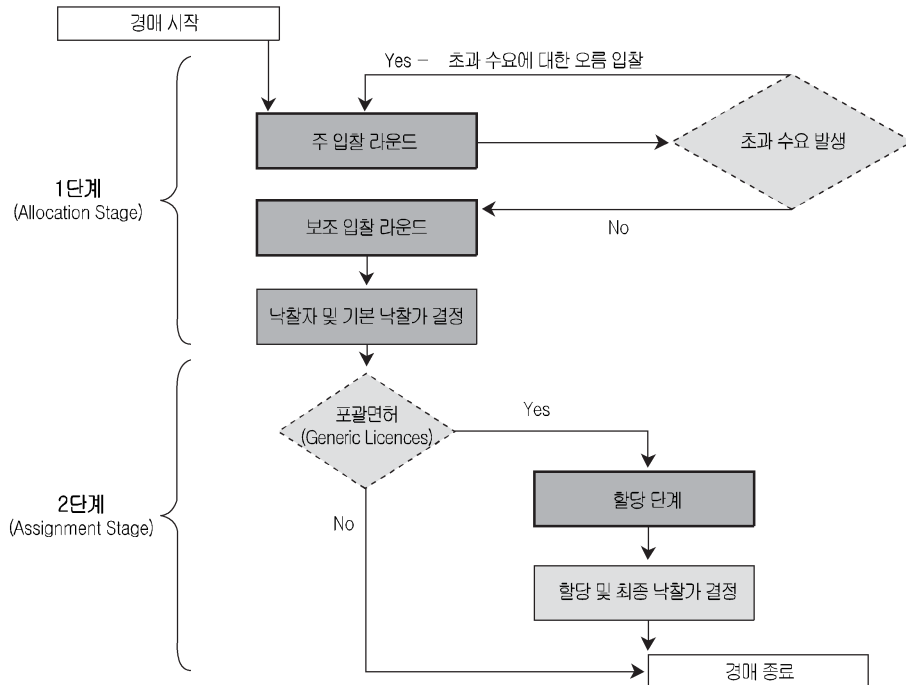 경매 시작
Yes – 초과 수요에 대한 오름 입찰
주 입찰 라운드
초과 수요 발생
1단계
(Allocation Stage)
보조 입찰 라운드
No
낙찰자 및 기본 낙찰가 결정
포괄면허
(Generic Licences)
Yes
2단계
(Assignment Stage)
No
할당 단계
할당 및 최종 낙찰가 결정
경매 종료